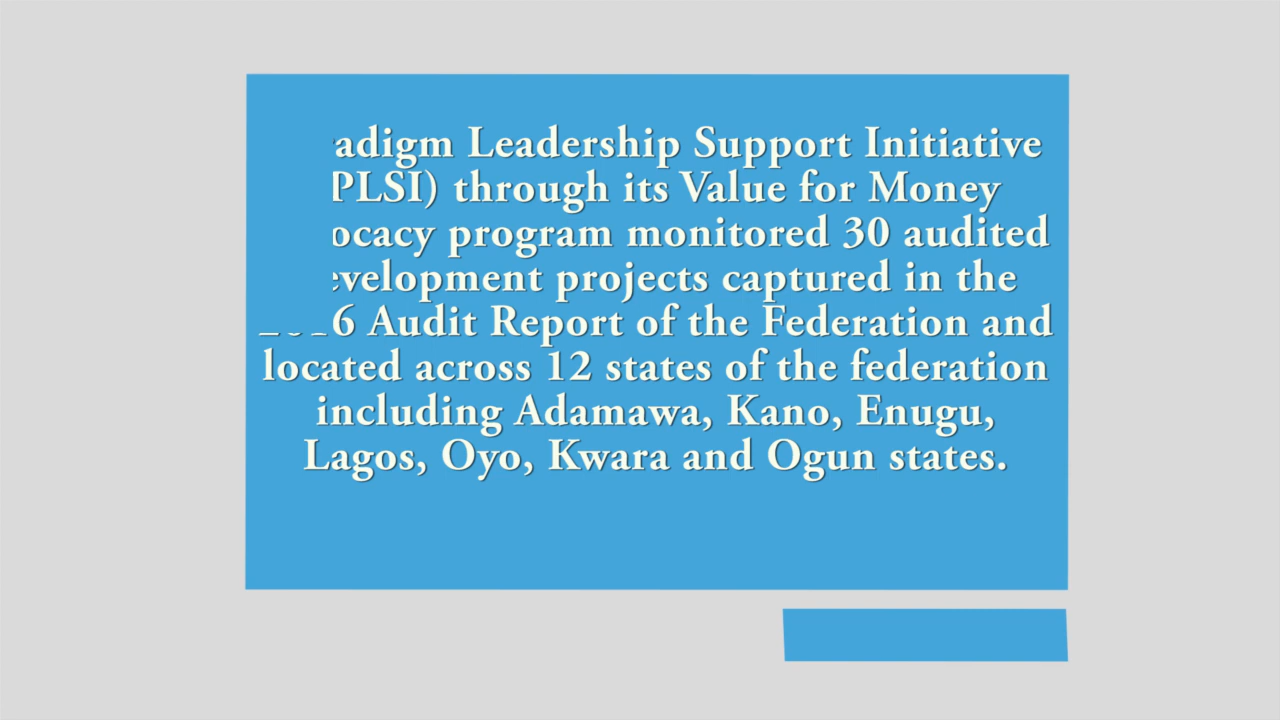 adigm Leadership Support Initiative
PLSI) through its Value for Money
ocacy program monitored 30 audited
evelopment projects captured in the
6 Audit Report of the Federation and
located across 12 states of the federation
including Adamawa, Kano, Enugu,
Lagos, Oyo, Kwara and Ogun states.